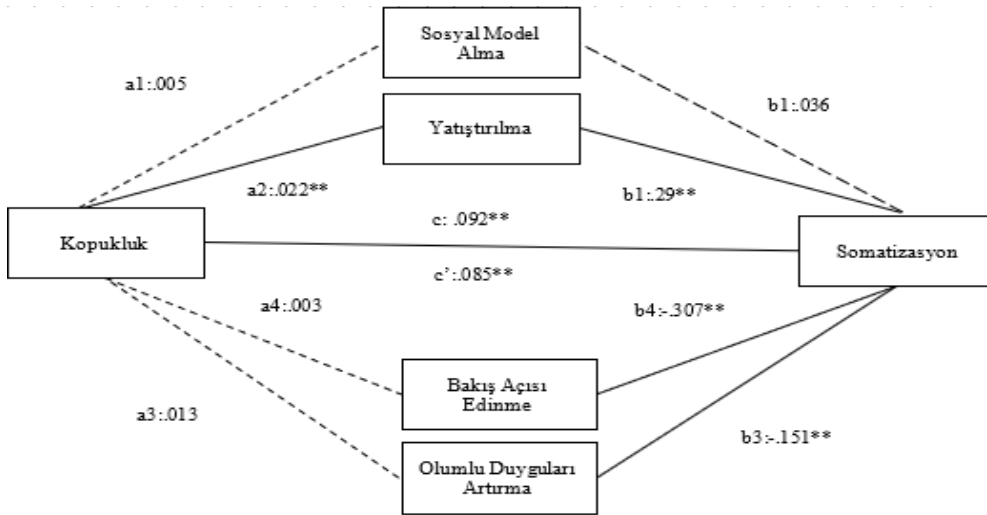 Sosyal Model
Alma
a1:.005
b1:.036
Yatıştırılma
a2:.022**
b1:.29**
c: .092**
Kopukluk
Somatizasyon
c':.085**
a4:.003
b4:-.307**
Bakış Açısı
Edinme
a3:.013
b3:-.151**
Olumlu Duyguları
Artırma